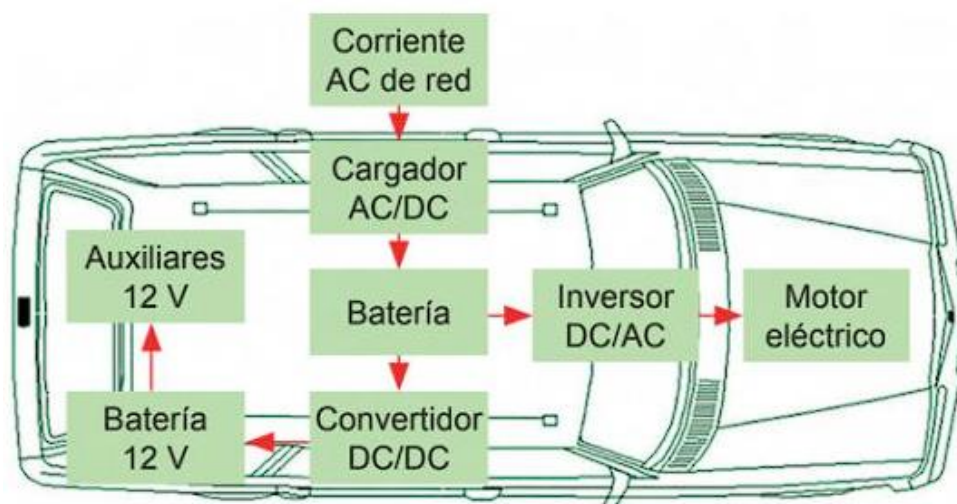 Corriente
AC de red
Cargador
AC/DC
Auxiliares
12 V
Batería
Inversor
DC/AC
Motor
eléctrico
Batería
12 V
Convertidor
DC/DC